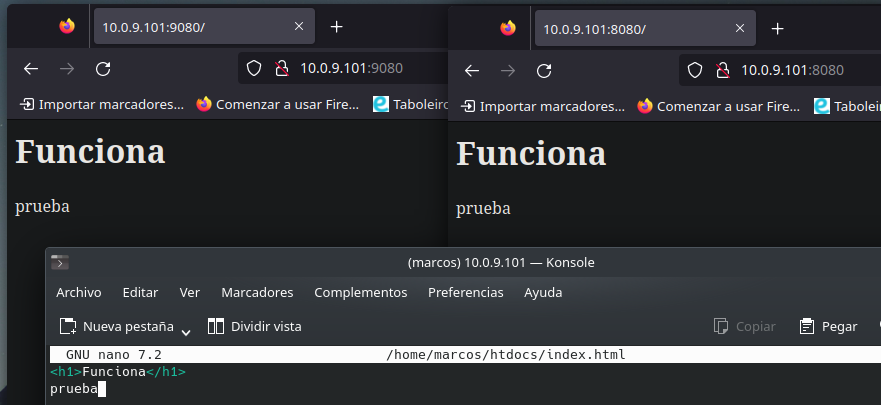 10.0.9.101:9080/
10.0.9.101:9080
Importar marcadores... Comenzar a usar Fire... Taboleiro
Funciona
prueba
10.0.9.101:8080/
10.0.9.101:8080
Importar marcadores... Comenzar a usar Fire... Taboleir
Funciona
prueba
(marcos) 10.0.9.101 — Konsole
Archivo Editar Ver Marcadores Complementos Preferencias Ayuda
Nueva pestaña Dividir vista Copiar Pegar
GNU nano 7.2 /home/marcos/htdocs/index.html
<h1>Funciona</h1>
prueba